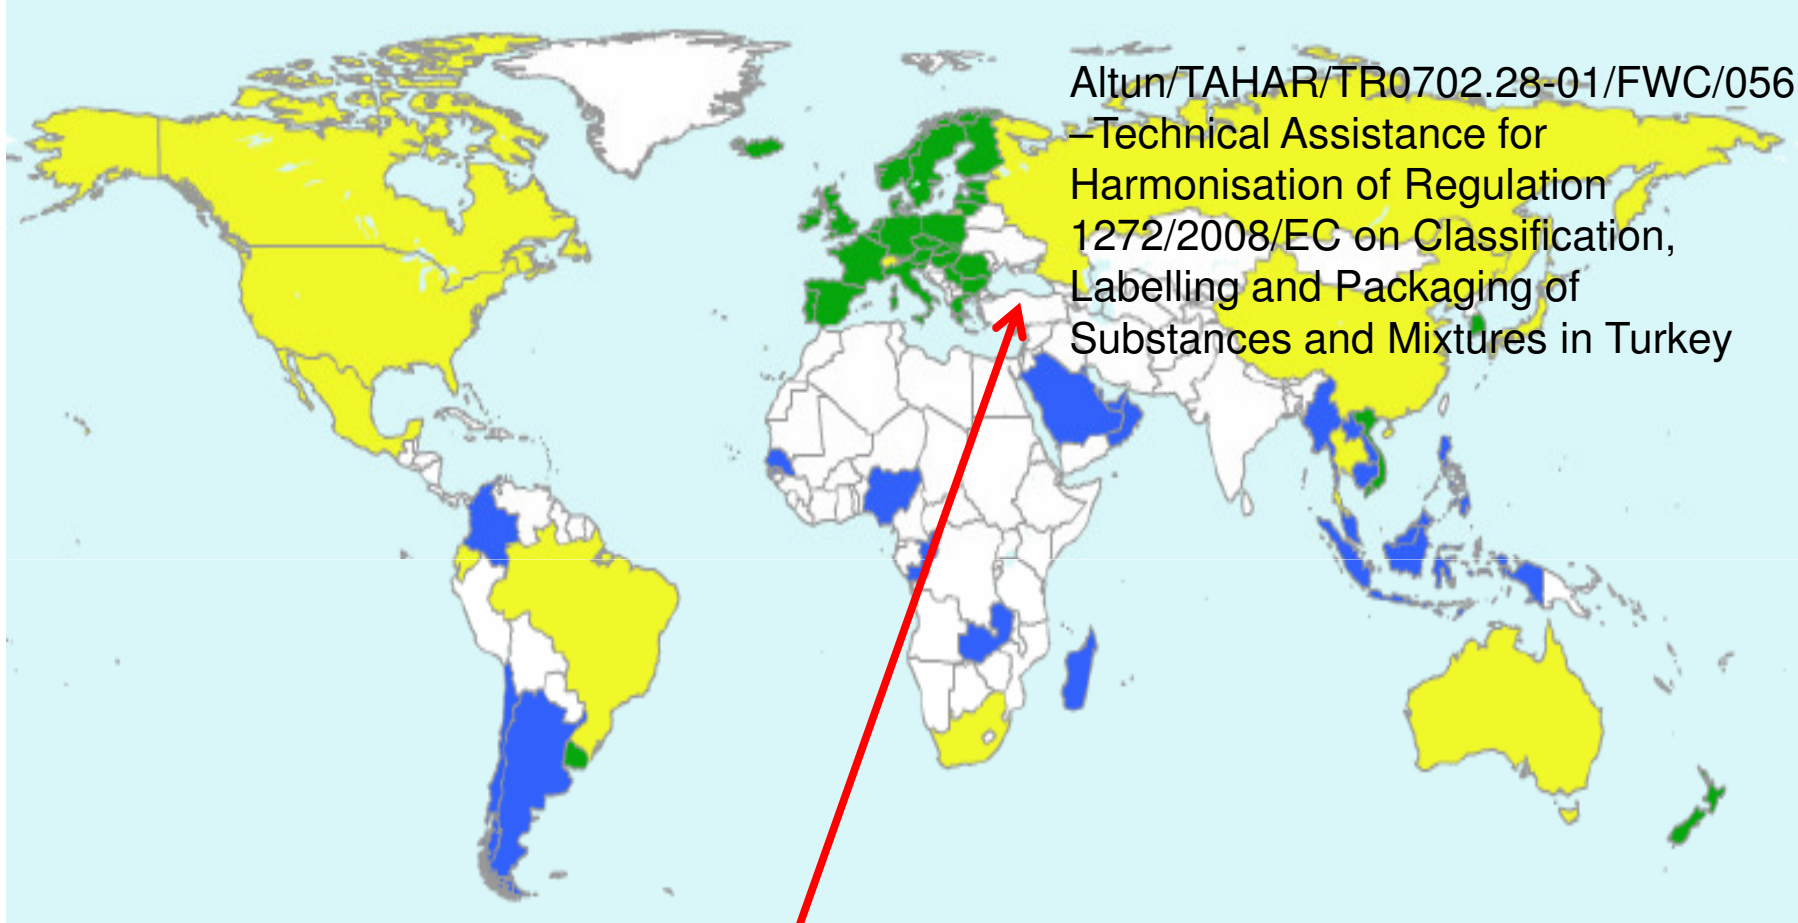 Altun/TAHAR/TR0702.28-01/FWC/056
–Technical Assistance for
Harmonisation of Regulation
1272/2008/EC on Classification,
Labelling and Packaging of
Substances and Mixtures in Turkey